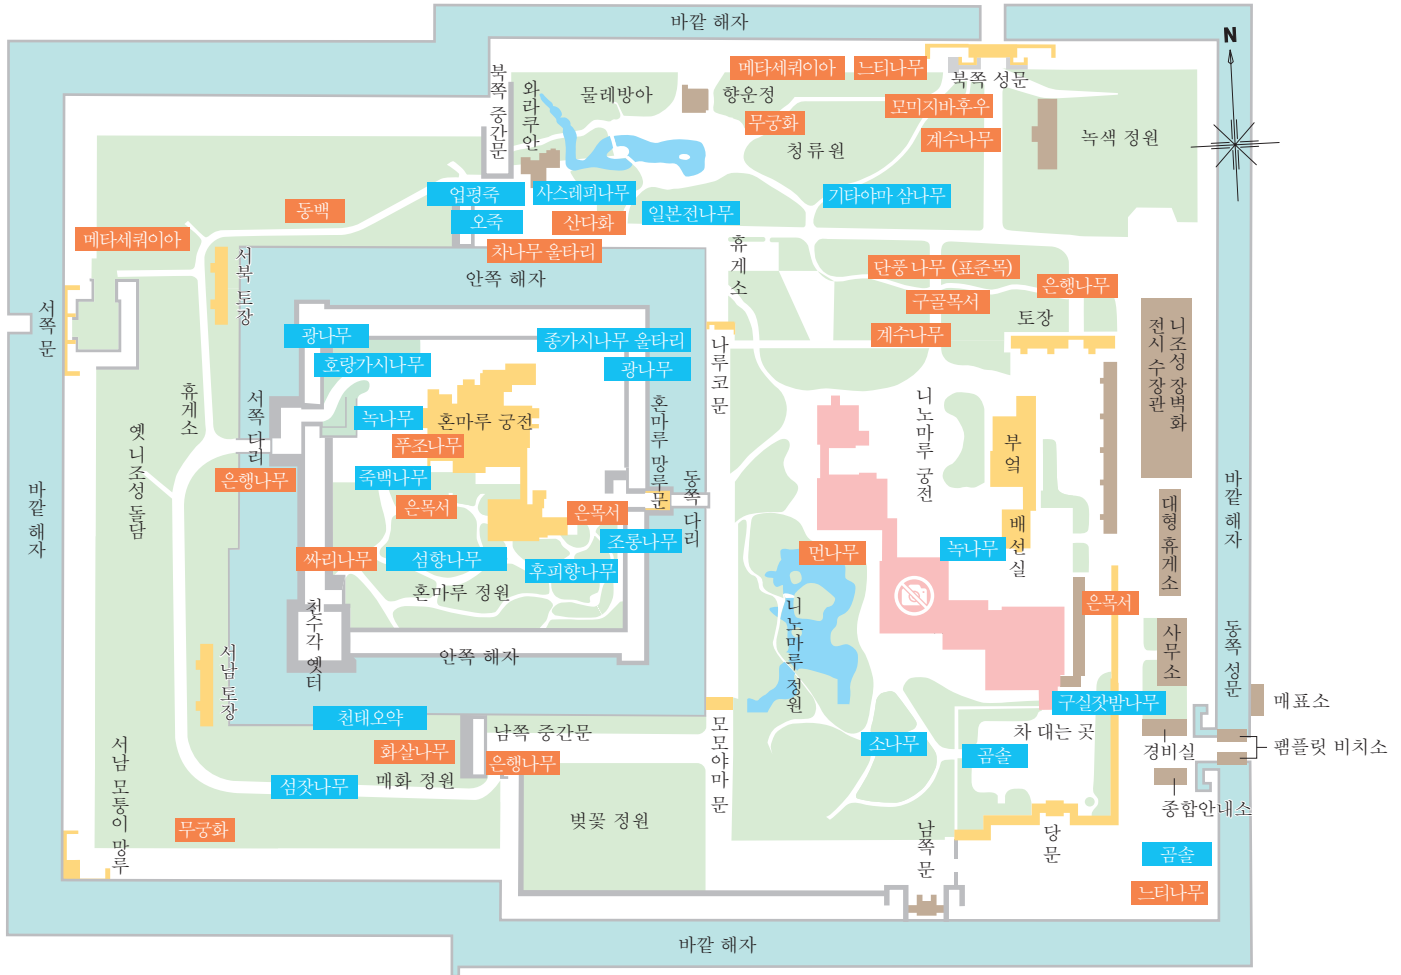 바깥 해자
N
북쪽 중간문
와라쿠안
물레방아
향운정
메타세쿼이아
느티나무
북쪽 성문
모미지바후우
무궁화
계수나무
청류원
녹색 정원
업평죽
사스레피나무
오죽
산다화
일본전나무
기타야마 삼나무
동백
메타세쿼이아
차나무 울타리
안쪽 해자
서북 토장
휴게소
단풍 나무 (표준목)
은행나무
구골목서
계수나무
토장
서쪽 문
광나무
종가시나무 울타리
호랑가시나무
광나무
나루코 문
니조성 장벽화
전시 수장관
휴게소
서쪽 다리
녹나무
혼마루 궁전
푸조나무
혼마루 망루문
니노마루 궁전
부엌
옛 니조성 돌담
은행나무
죽백나무
은목서
은목서
동쪽 다리
바깥 해자
바깥 해자
대형 휴게소
배선실
싸리나무
섬향나무
조롱나무
후피향나무
먼나무
녹나무
혼마루 정원
은목서
천수각 옛터
니노마루 정원
사무소
동쪽 성문
안쪽 해자
서남 토장
구실잣밤나무
매표소
천태오약
남쪽 중간문
모모야마 문
소나무
차 대는 곳
곰솔
경비실
팸플릿 비치소
화살나무
은행나무
매화 정원
섬잣나무
종합안내소
서남 모퉁이 망루
무궁화
벚꽃 정원
남쪽 문
당문
곰솔
느티나무
바깥 해자